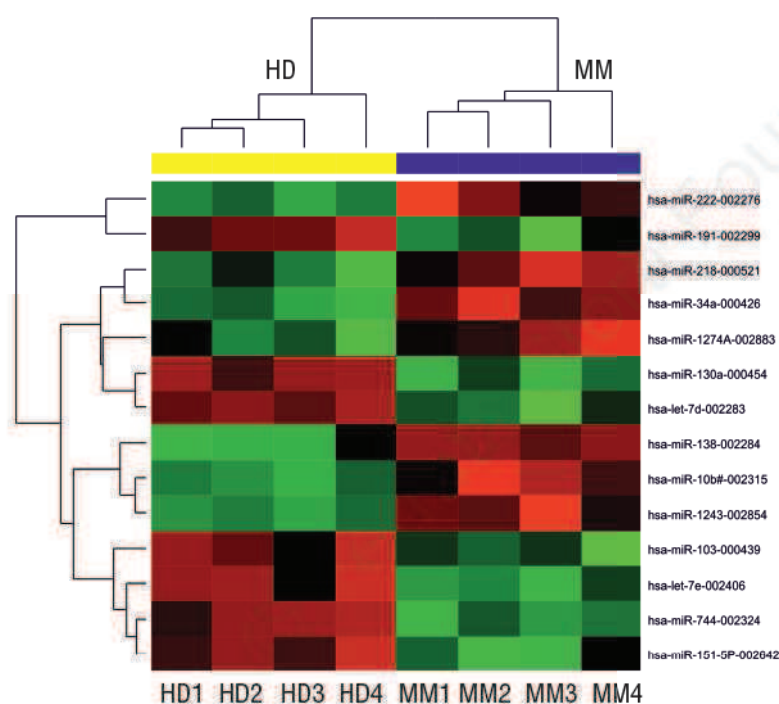 HD
MM
hsa-miR-222-002276
hsa-miR-191-002299
hsa-miR-218-000521
hsa-miR-34a-000426
hsa-miR-1274A-002883
hsa-miR-130a-000454
hsa-let-7d-002283
hsa-miR-138-002284
hsa-miR-10b#-002315
hsa-miR-1243-002854
hsa-miR-103-000439
hsa-let-7e-002406
hsa-miR-744-002324
hsa-miR-151-5P-002642
HD1 HD2 HD3 HD4 MM1 MM2 MM3 MM4